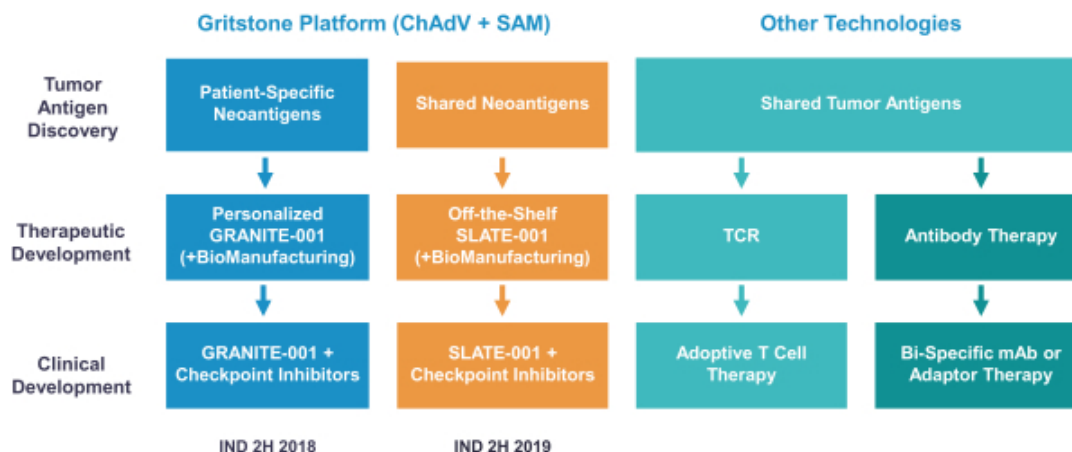 Gritstone Platform (ChAdV + SAM)
Other Technologies
Tumor
Antigen
Discovery
Patient-Specific
Neoantigens
Shared Neoantigens
Shared Tumor Antigens
Therapeutic
Development
Personalized
GRANITE-001
(+BioManufacturing)
Off-the-Shelf
SLATE-001
(+BioManufacturing)
TCR
Antibody Therapy
Clinical
Development
GRANITE-001 +
Checkpoint Inhibitors
SLATE-001 +
Checkpoint Inhibitors
Adoptive T Cell
Therapy
Bi-Specific mAb or
Adaptor Therapy
IND 2H 2018
IND 2H 2019